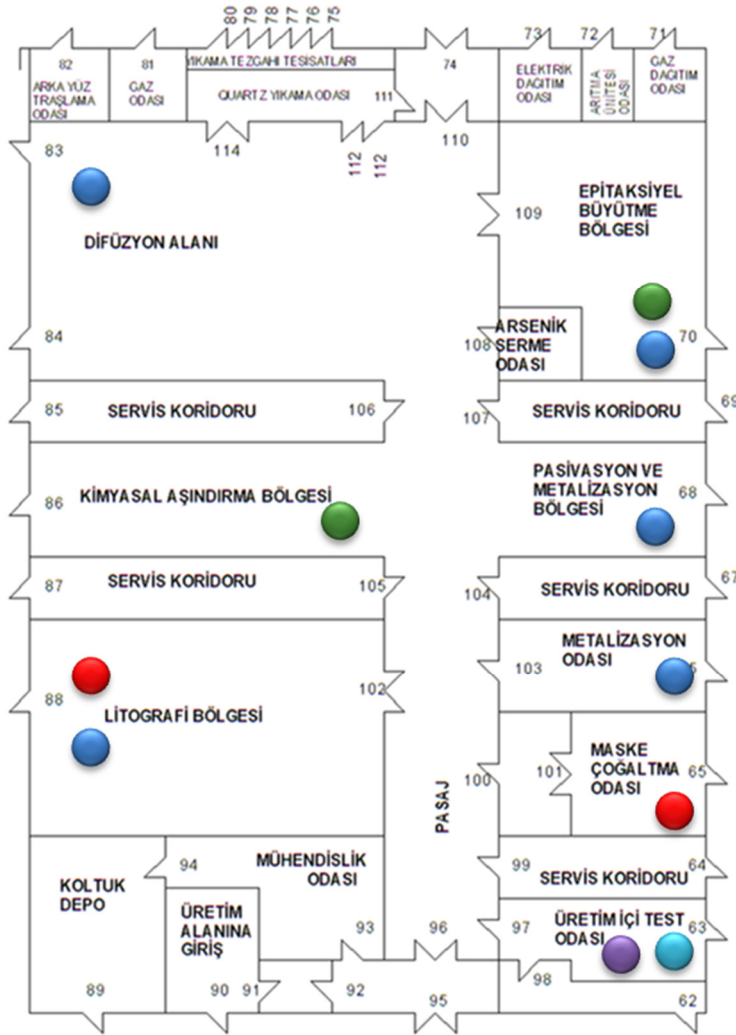 80
79
78
77
76
75
73
72
71
82
81
YIKAMA TEZGAHI TESİSATLARI
74
ARKA YÜZ
TRAŞLAMA
ODASI
GAZ
ODASI
QUARTZ YIKAMA ODASI
111
ELEKTRİK
DAĞITIM
ODASI
ARITMA
ÜNİTESİ
ODASI
GAZ
DAĞITIM
ODASI
83
114
112
112
110
109
EPİTAKSİYEL
BÜYÜTME
BÖLGESİ
DİFÜZYON ALANI
84
108
ARSENİK
SERME
ODASI
70
85
SERVİS KORİDORU
106
107
SERVİS KORİDORU
69
86
KİMYASAL AŞINDIRMA BÖLGESİ
PASİVASYON VE
METALİZASYON
BÖLGESİ
68
87
SERVİS KORİDORU
105
104
SERVİS KORİDORU
67
88
LİTOGRAFİ BÖLGESİ
102
103
METALİZASYON
ODASI
100
101
MASKE
ÇOĞALTMA
ODASI
65
PASAJ
KOLTUK
DEPO
94
MÜHENDİSLİK
ODASI
99
SERVİS KORİDORU
64
ÜRETİM
ALANINA
GİRİŞ
93
96
97
ÜRETİM İÇİ TEST
ODASI
63
89
90
91
92
95
98
62